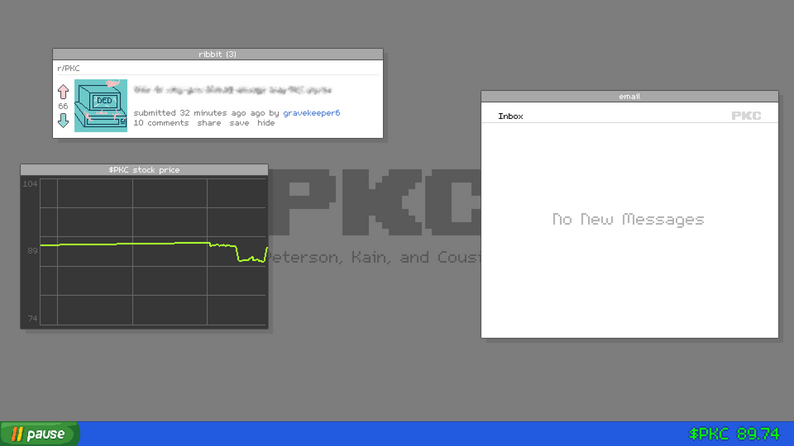 ribbit (3)
r/PKC
66
DED
submitted 32 minutes ago ago by gravekeeper6
10 comments share save hide
email
Inbox
PKC
No New Messages
$PKC stock price
104
89
74
PKC
Peterson, Kain, and Coust
pause
$PKC 89.74